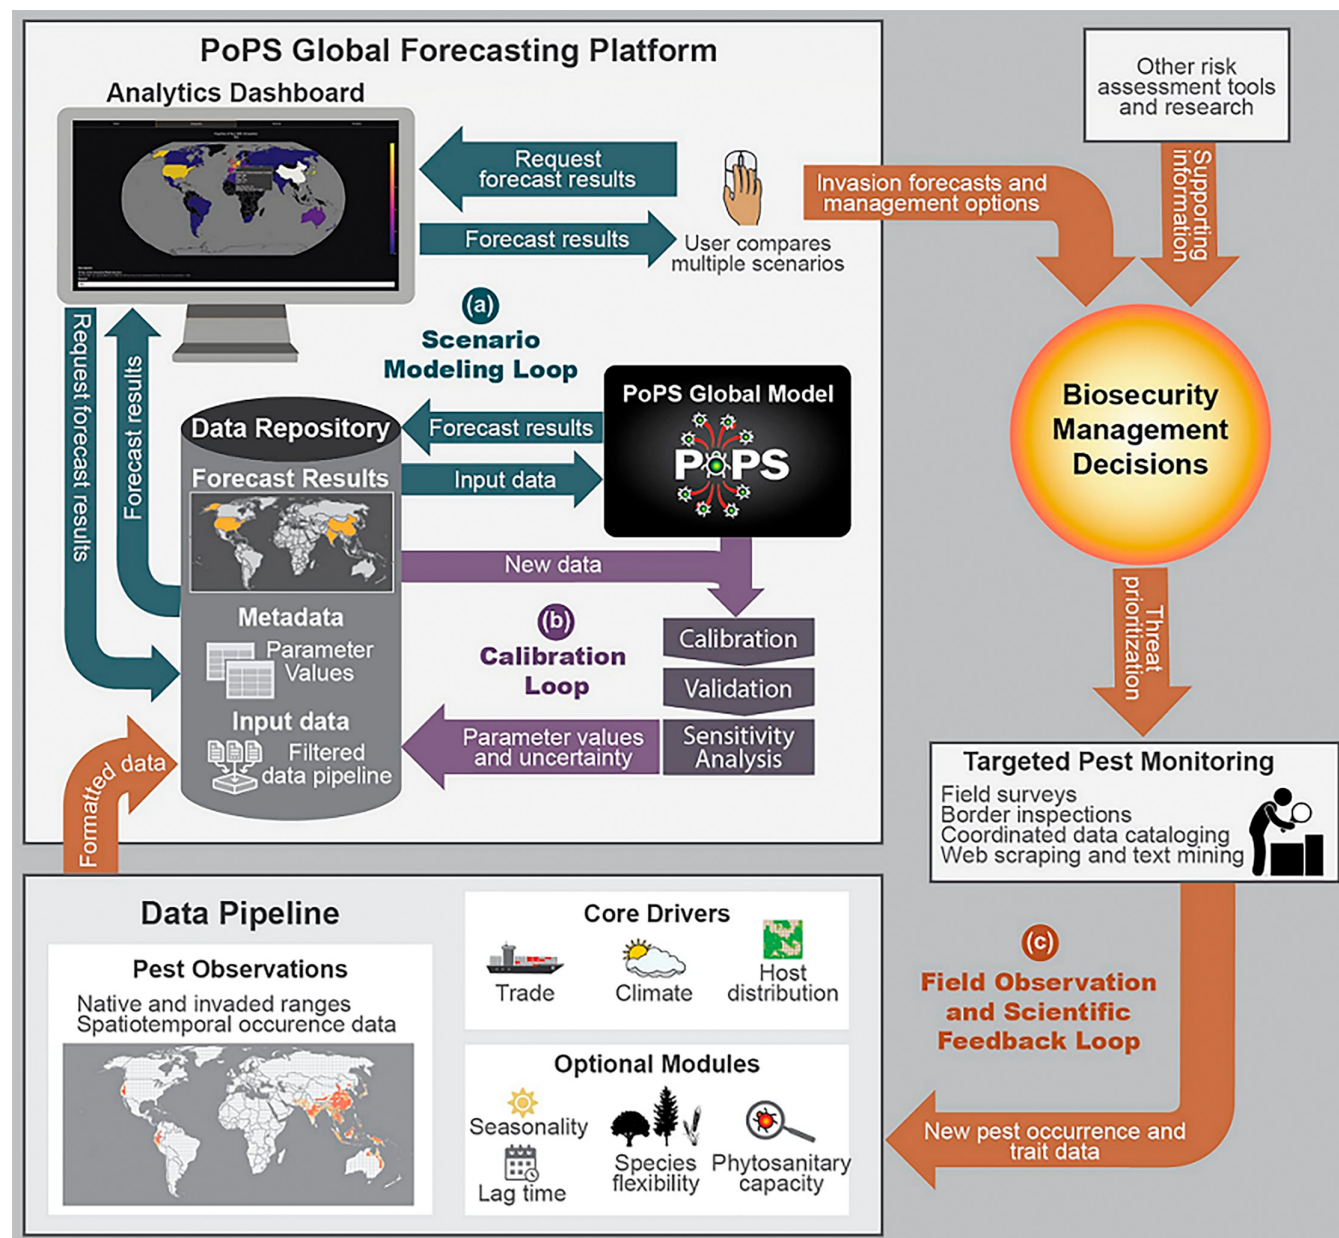 PoPS Global Forecasting Platform
Analytics Dashboard
Request
forecast results
Forecast results
User compares
multiple scenarios
Invasion forecasts and
management options
Other risk
assessment tools
and research
Supporting
information
(a)
Scenario
Modeling Loop
Request forecast results
Forecast results
Data Repository
Forecast results
Input data
PoPS Global Model
POPS
Forecast Results
New data
Metadata
Parameter
Values
Input data
Filtered
data pipeline
(b)
Calibration
Loop
Calibration
Validation
Sensitivity
Analysis
Parameter values
and uncertainty
Formatted data
Biosecurity
Management
Decisions
Threat
prioritization
Targeted Pest Monitoring
Field surveys
Border inspections
Coordinated data cataloging
Web scraping and text mining
(c)
Field Observation
and Scientific
Feedback Loop
New pest occurrence and
trait data
Data Pipeline
Pest Observations
Native and invaded ranges
Spatiotemporal occurence data
Core Drivers
Trade
Climate
Host
distribution
Optional Modules
Seasonality
Lag time
Species
flexibility
Phytosanitary
capacity